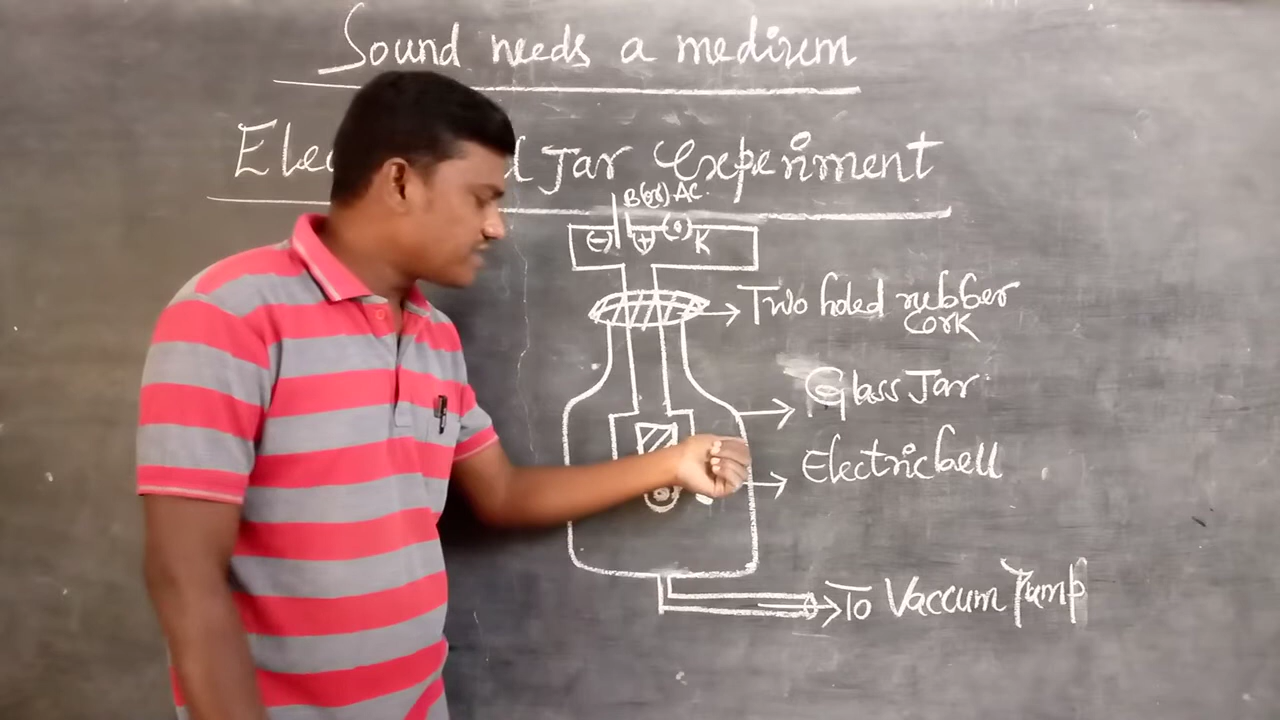 Sound needs a medium
Jar Experiment
B(or) AC.
(-) (+) (•) K
Two holed rubber
cork
Glass Jar
Electric bell
To Vaccum Pump